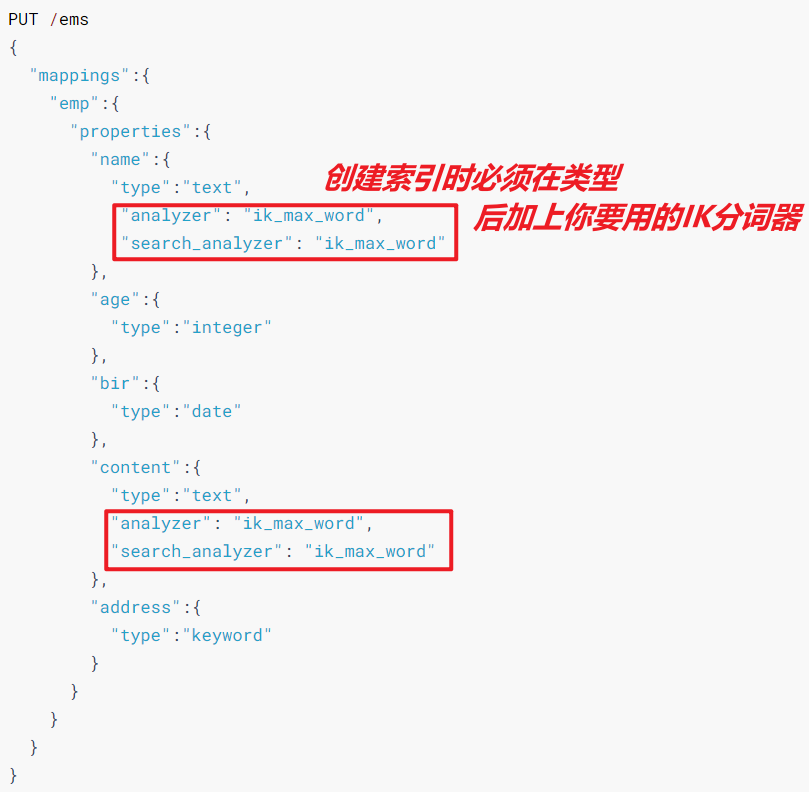 PUT /ems
{
"mappings":{
"emp":{
"properties":{
"name":{
"type":"text",
创建索引时必须在类型
"analyzer": "ik_max_word",
后加上你要用的IK分词器
"search_analyzer": "ik_max_word"
},
"age":{
"type":"integer"
},
"bir":{
"type":"date"
},
"content":{
"type":"text",
"analyzer": "ik_max_word",
"search_analyzer": "ik_max_word"
},
"address":{
"type":"keyword"
}
}
}
}
}